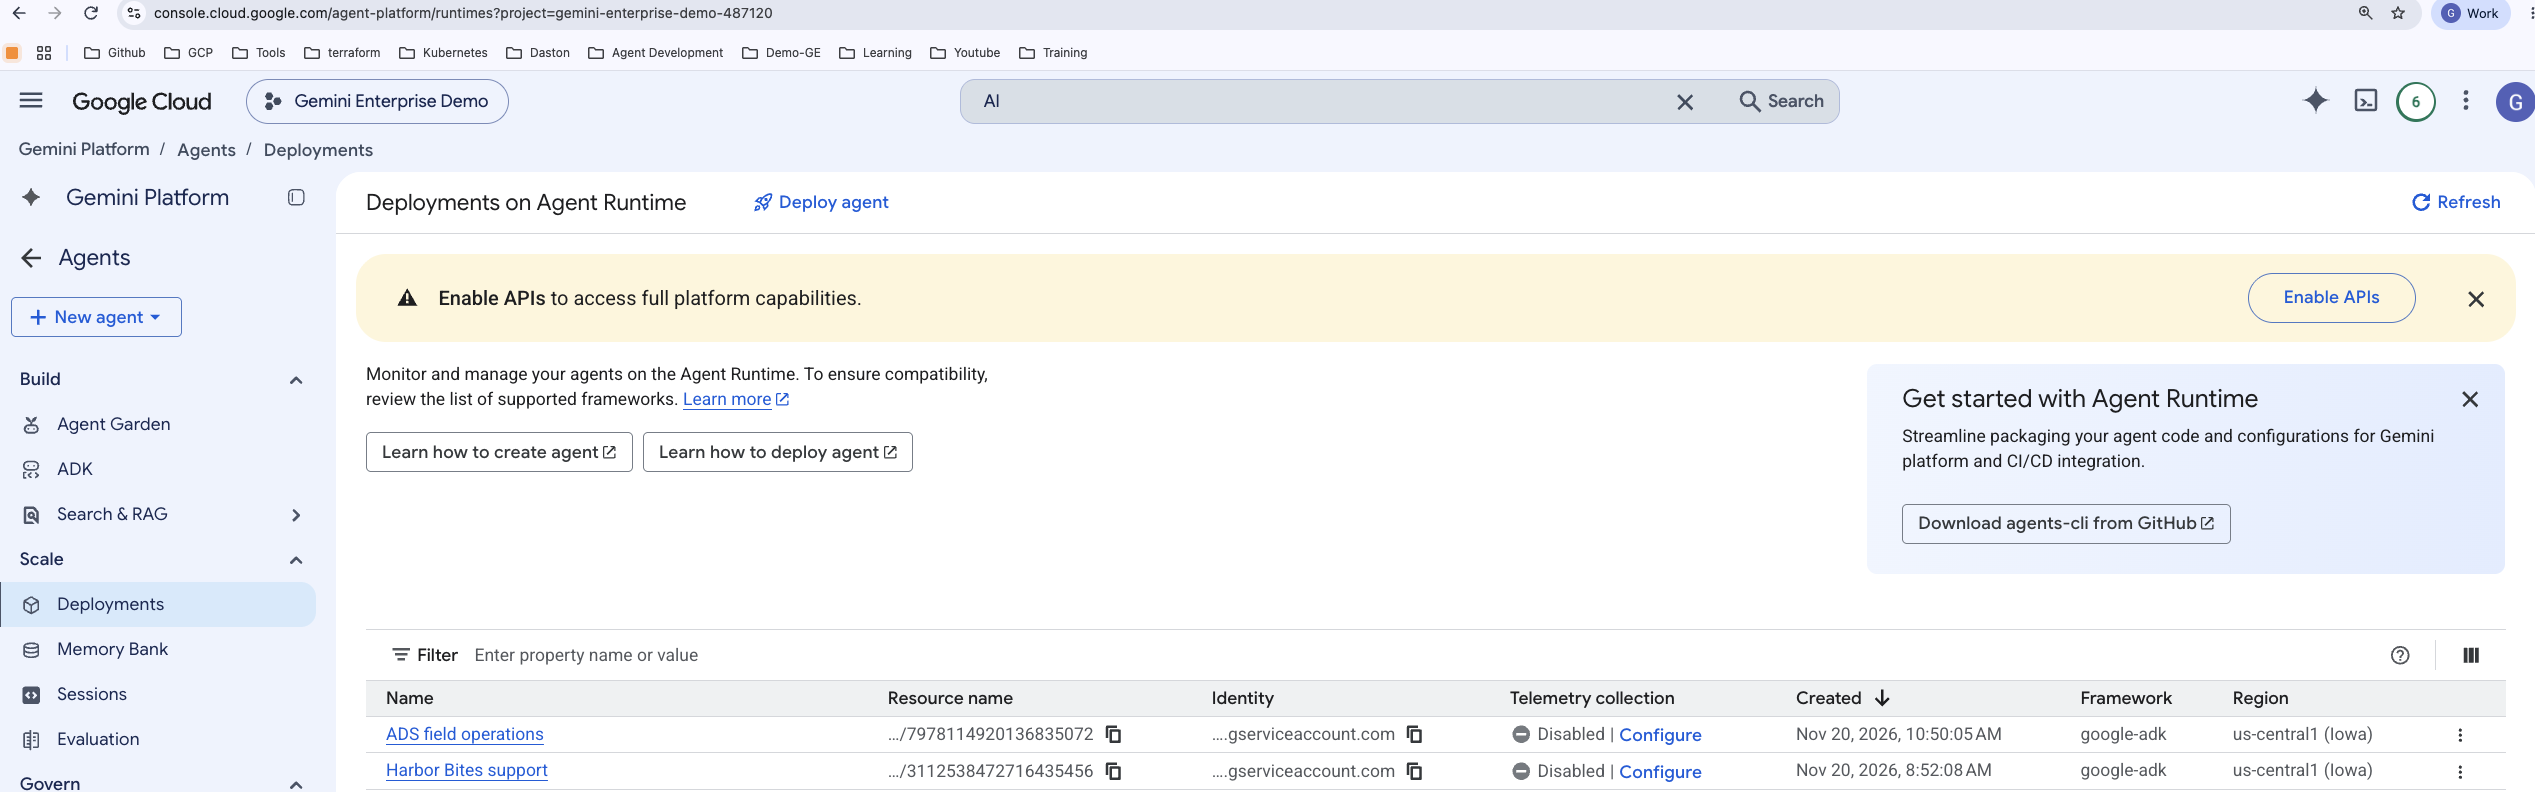 console.cloud.google.com/agent-platform/runtimes?project=gemini-enterprise-demo-487120
G Work
Github GCP Tools terraform Kubernetes Daston Agent Development Demo-GE Learning Youtube Training
Google Cloud Gemini Enterprise Demo AI Search 6 G
Gemini Platform / Agents / Deployments
Gemini Platform
Agents
New agent
Build
Agent Garden
ADK
Search & RAG
Scale
Deployments
Memory Bank
Sessions
Evaluation
Govern
Deployments on Agent Runtime Deploy agent Refresh
Enable APIs to access full platform capabilities. Enable APIs
Monitor and manage your agents on the Agent Runtime. To ensure compatibility,
review the list of supported frameworks. Learn more
Learn how to create agent Learn how to deploy agent
Get started with Agent Runtime
Streamline packaging your agent code and configurations for Gemini
platform and CI/CD integration.
Download agents-cli from GitHub
Filter Enter property name or value
Name Resource name Identity Telemetry collection Created Framework Region
ADS field operations .../7978114920136835072 ....gserviceaccount.com Disabled | Configure Nov 20, 2026, 10:50:05 AM google-adk us-central1 (Iowa)
Harbor Bites support .../3112538472716435456 ....gserviceaccount.com Disabled | Configure Nov 20, 2026, 8:52:08 AM google-adk us-central1 (Iowa)